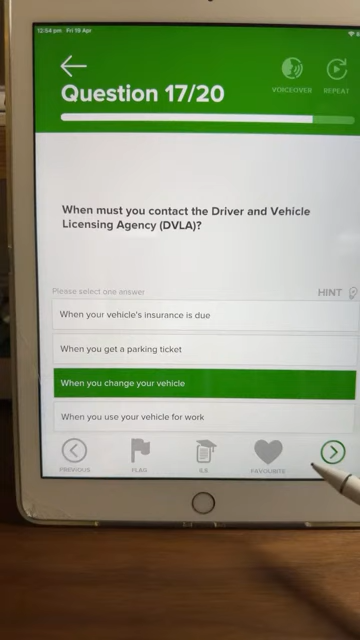 12:54 pm Fri 19 Apr
Question 17/20
VOICEOVER
REPEAT
When must you contact the Driver and Vehicle
Licensing Agency (DVLA)?
Please select one answer
HINT
When your vehicle's insurance is due
When you get a parking ticket
When you change your vehicle
When you use your vehicle for work
PREVIOUS
FLAG
ILS
FAVOURITE